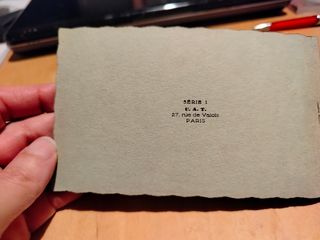 SÉRIE 1
C. A. T.
27, rue de Valois
PARIS